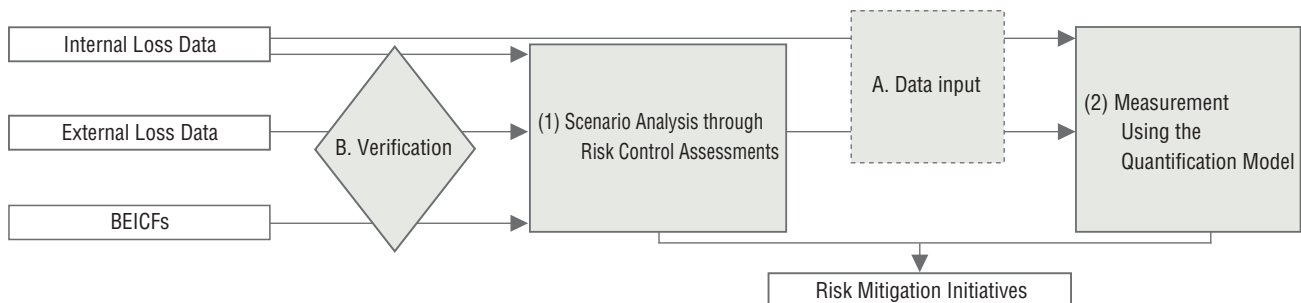 Internal Loss Data
External Loss Data
BEICFs
B. Verification
(1) Scenario Analysis through
Risk Control Assessments
A. Data input
(2) Measurement
Using the
Quantification Model
Risk Mitigation Initiatives